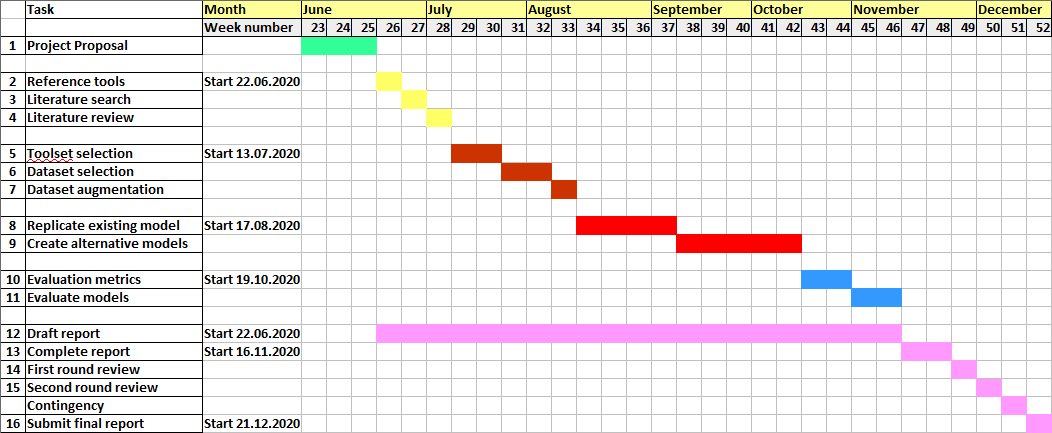 Task Month June July August September October November December
Week number 23 24 25 26 27 28 29 30 31 32 33 34 35 36 37 38 39 40 41 42 43 44 45 46 47 48 49 50 51 52
1 Project Proposal
2 Reference tools Start 22.06.2020
3 Literature search
4 Literature review
5 Toolset selection Start 13.07.2020
6 Dataset selection
7 Dataset augmentation
8 Replicate existing model Start 17.08.2020
9 Create alternative models
10 Evaluation metrics Start 19.10.2020
11 Evaluate models
12 Draft report Start 22.06.2020
13 Complete report Start 16.11.2020
14 First round review
15 Second round review
Contingency
16 Submit final report Start 21.12.2020